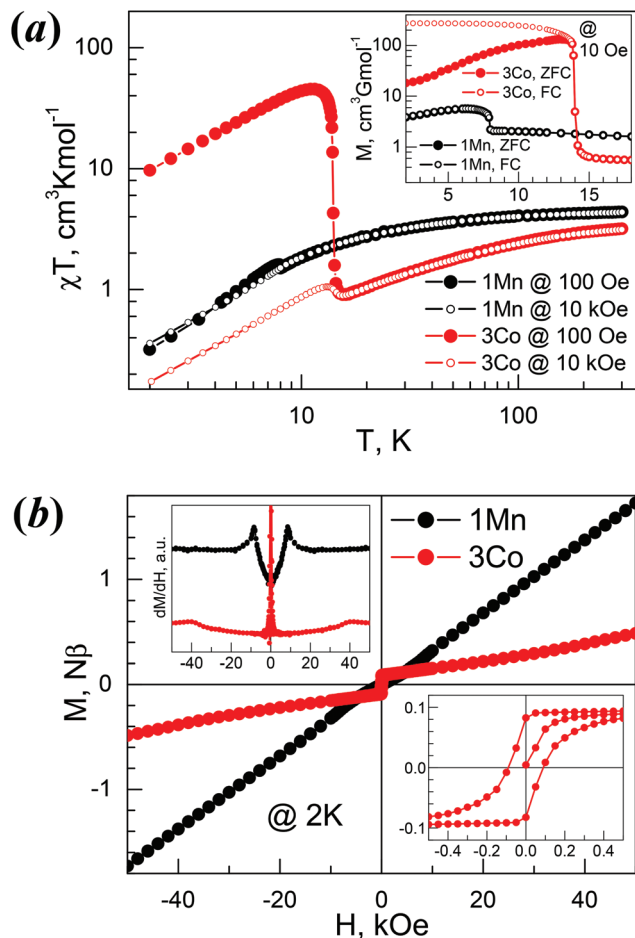 (a)
100
10
1
χT, cm³Kmol⁻¹
10
100
T, K
@
10 Oe
100
10
1
M, cm³Gmol⁻¹
3Co, ZFC
3Co, FC
1Mn, ZFC
1Mn, FC
5
10
15
1Mn @ 100 Oe
1Mn @ 10 kOe
3Co @ 100 Oe
3Co @ 10 kOe
(b)
1
0
-1
M, Nβ
dM/dH, a.u.
-40
-20
0
20
40
1Mn
3Co
@ 2K
0.1
0.0
-0.1
-0.4
-0.2
0.0
0.2
0.4
-40
-20
0
20
40
H, kOe